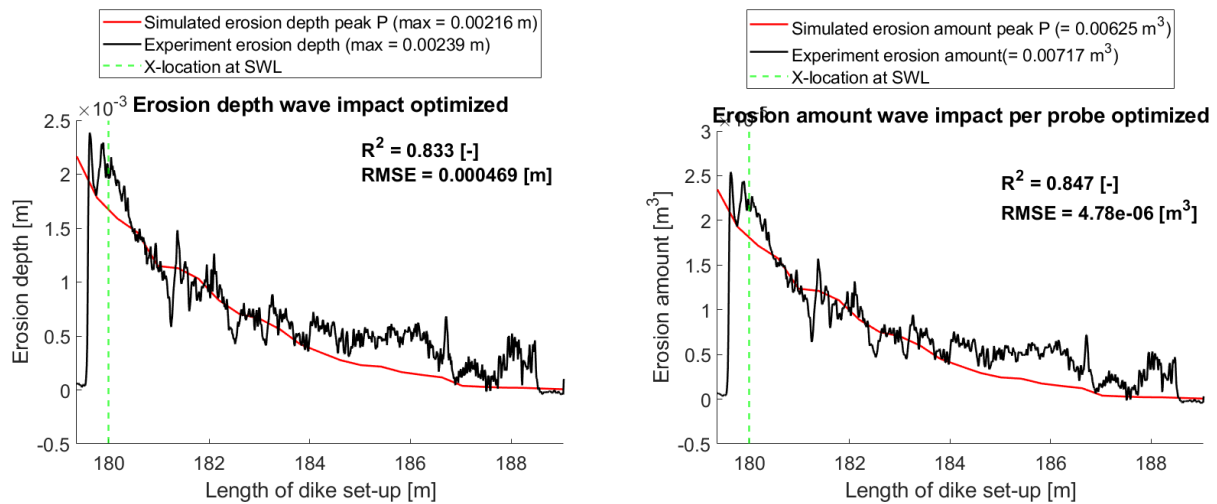 Simulated erosion depth peak P (max = 0.00216 m)
Experiment erosion depth (max = 0.00239 m)
X-location at SWL
×10⁻³
Erosion depth wave impact optimized
R² = 0.833 [-]
RMSE = 0.000469 [m]
2.5
2
1.5
1
0.5
0
-0.5
Erosion depth [m]
180
182
184
186
188
Length of dike set-up [m]
Simulated erosion amount peak P (= 0.00625 m³)
Experiment erosion amount(= 0.00717 m³)
X-location at SWL
Erosion amount wave impact per probe optimized
R² = 0.847 [-]
RMSE = 4.78e-06 [m³]
3
2.5
2
1.5
1
0.5
0
-0.5
Erosion amount [m³]
180
182
184
186
188
Length of dike set-up [m]